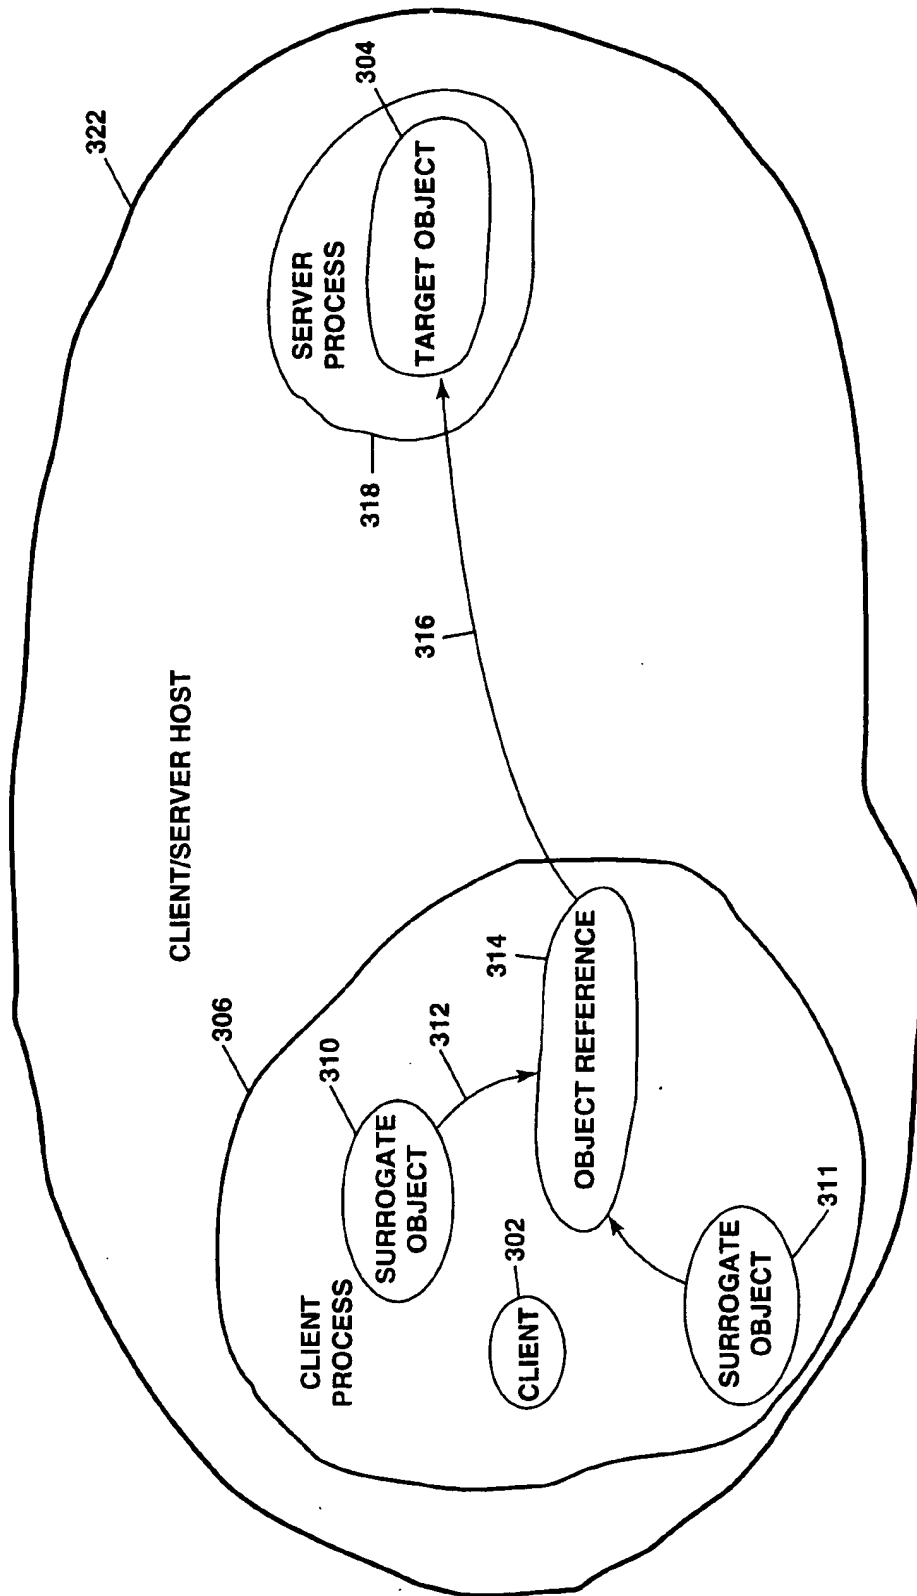 322
CLIENT/SERVER HOST
306
CLIENT
PROCESS
310
SURROGATE
OBJECT
312
302
CLIENT
314
OBJECT REFERENCE
SURROGATE
OBJECT
311
316
318
SERVER
PROCESS
304
TARGET OBJECT